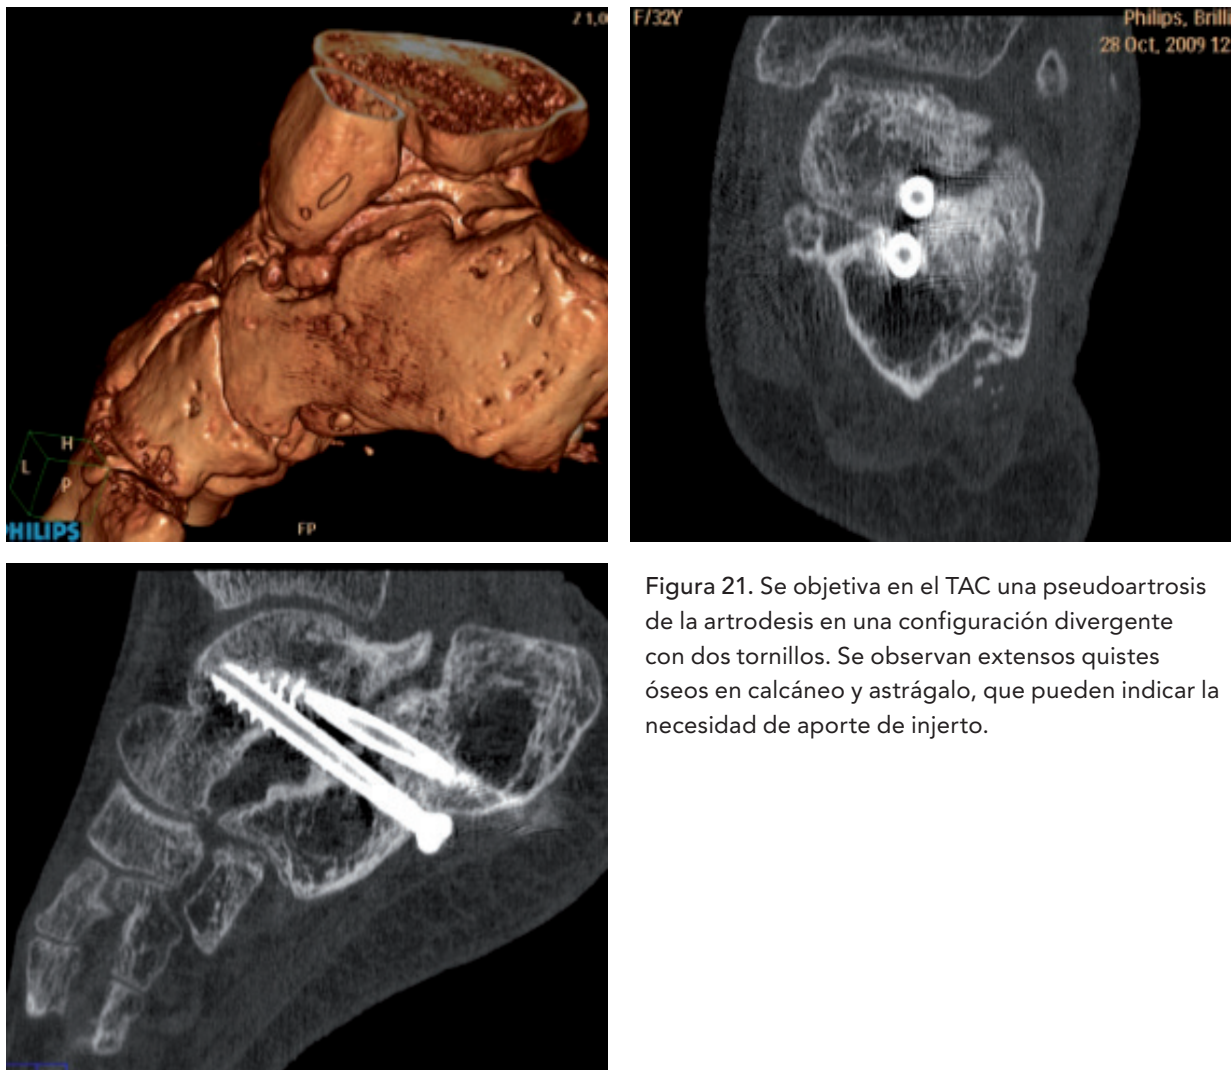 Z 1,0
H
L
P
PHILIPS
FP
F/32Y
Philips, Brilli
28 Oct, 2009 12
Figura 21. Se objetiva en el TAC una pseudoartrosis
de la artrodesis en una configuración divergente
con dos tornillos. Se observan extensos quistes
óseos en calcáneo y astrágalo, que pueden indicar la
necesidad de aporte de injerto.